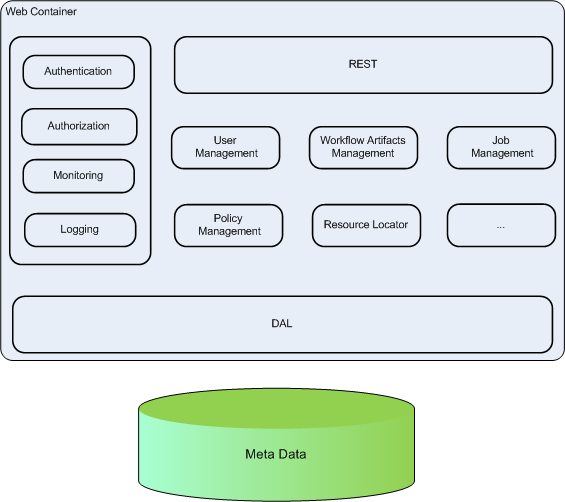 Web Container
Authentication
Authorization
Monitoring
Logging
REST
User
Management
Workflow Artifacts
Management
Job
Management
Policy
Management
Resource Locator
...
DAL
Meta Data